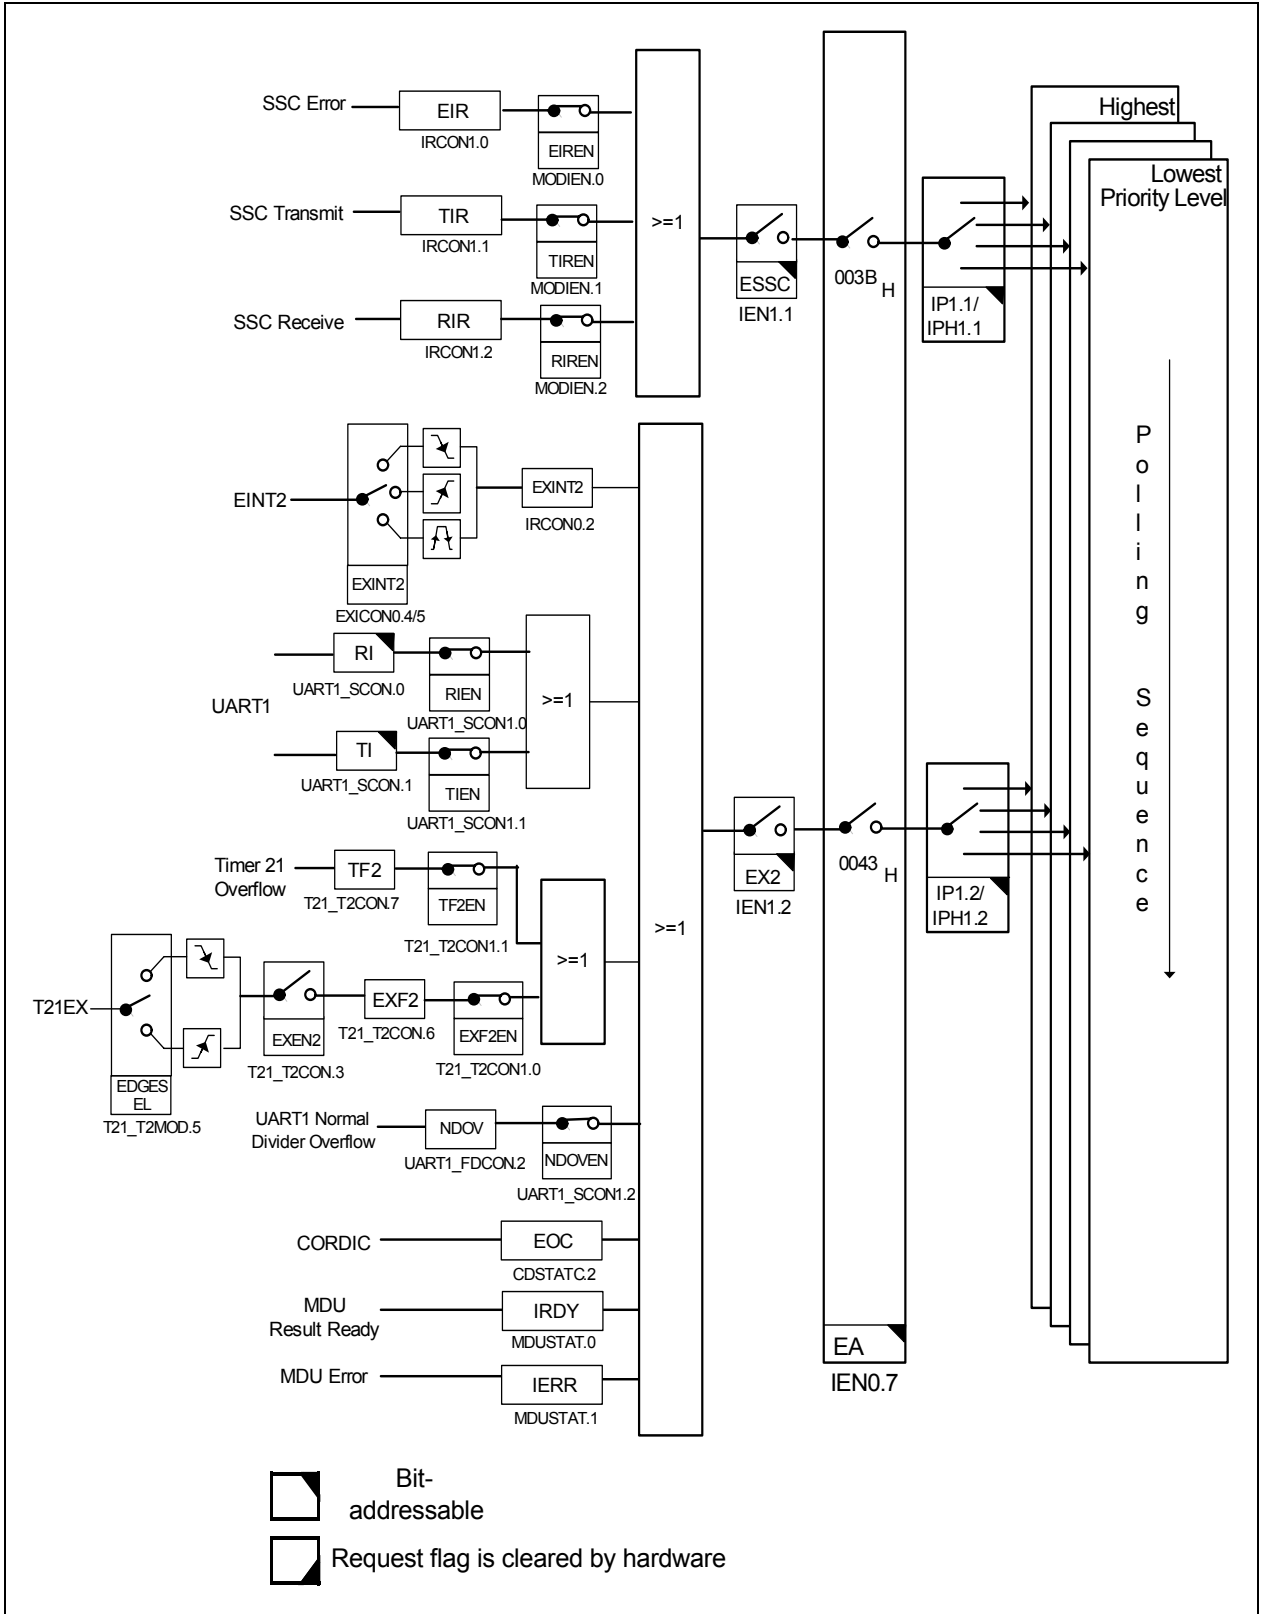 Highest
Lowest
Priority Level
SSC Error
EIR
IRCON1.0
EIREN
MODIEN.0
SSC Transmit
TIR
IRCON1.1
TIREN
MODIEN.1
SSC Receive
RIR
IRCON1.2
RIREN
MODIEN.2
>=1
ESSC
IEN1.1
003B H
IP1.1/
IPH1.1
EINT2
EXINT2
EXICON0.4/5
EXINT2
IRCON0.2
UART1
RI
UART1_SCON.0
RIEN
UART1_SCON1.0
TI
UART1_SCON.1
TIEN
UART1_SCON1.1
>=1
Timer 21
Overflow
TF2
T21_T2CON.7
TF2EN
T21_T2CON1.1
T21EX
EDGES
EL
T21_T2MOD.5
EXEN2
T21_T2CON.3
EXF2
T21_T2CON.6
EXF2EN
T21_T2CON1.0
>=1
UART1 Normal
Divider Overflow
NDOV
UART1_FDCON.2
NDOVEN
UART1_SCON1.2
CORDIC
EOC
CDSTATC.2
MDU
Result Ready
IRDY
MDUSTAT.0
MDU Error
IERR
MDUSTAT.1
>=1
EX2
IEN1.2
0043 H
IP1.2/
IPH1.2
EA
IEN0.7
Polling Sequence
Bit-
addressable
Request flag is cleared by hardware